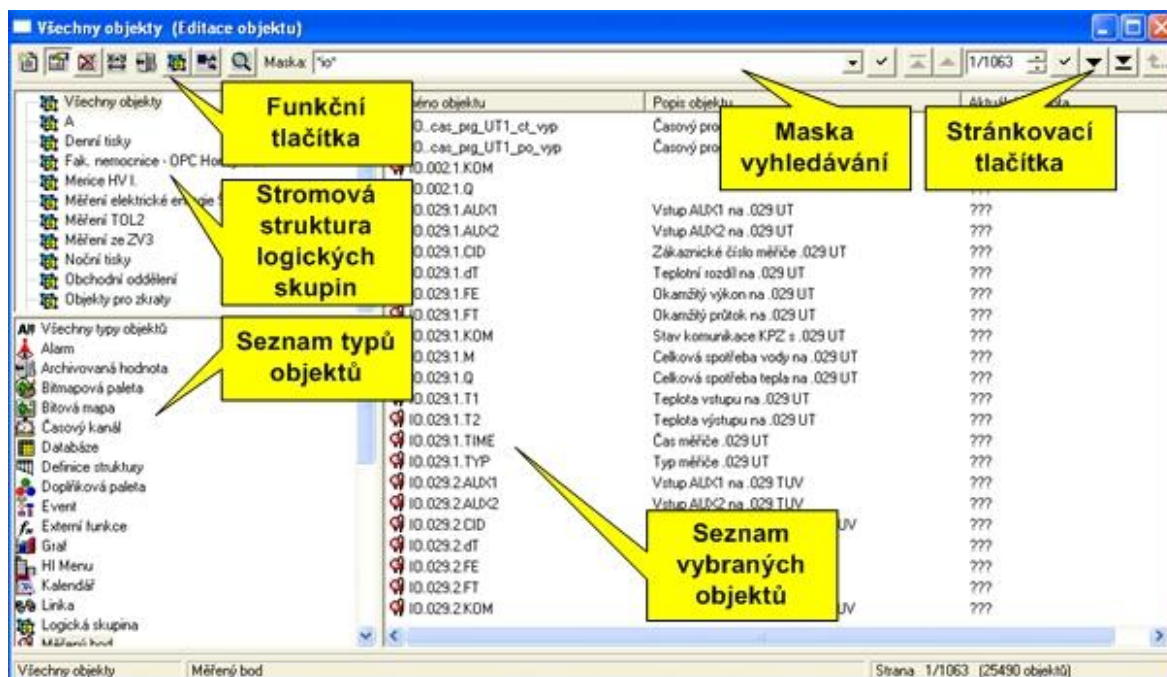 Všechny objekty (Editace objektu)
Maska: "io"
1/1063
Funkční
tlačítka
Maska
vyhledávání
Stránkovací
tlačítka
Stromová
struktura
logických
skupin
Seznam typů
objektů
Seznam
vybraných
objektů
Všechny objekty
A
Denní tisky
Fak. nemocnice - OPC
Merice HV I.
Měření elektrické
Měření TOL2
Měření ze ZV3
Noční tisky
Obchodní oddělení
Objekty pro zkraty
All Všechny typy objektů
Alarm
Archivovaná hodnota
Bitmapová paleta
Bitová mapa
Časový kanál
Databáze
Definice struktury
Doplňková paleta
Event
Externí funkce
Graf
HI Menu
Kalendář
Linka
Logická skupina
Měřený bod
objektu Popis objektu
cas_prg_UT1_ct_vyp Časový
cas_prg_UT1_po_vyp Časový
IO.002.1.KOM
IO.002.1.Q ???
IO.029.1.AUX1 Vstup AUX1 na .029 UT ???
IO.029.1.AUX2 Vstup AUX2 na .029 UT ???
IO.029.1.CID Zákaznické číslo měřiče .029 UT ???
IO.029.1.dT Teplotní rozdíl na .029 UT ???
IO.029.1.FE Okamžitý výkon na .029 UT ???
IO.029.1.FT Okamžitý průtok na .029 UT ???
IO.029.1.KOM Stav komunikace KPZ s .029 UT ???
IO.029.1.M Celková spotřeba vody na .029 UT ???
IO.029.1.Q Celková spotřeba tepla na .029 UT ???
IO.029.1.T1 Teplota vstupu na .029 UT ???
IO.029.1.T2 Teplota výstupu na .029 UT ???
IO.029.1.TIME Čas měřiče .029 UT ???
IO.029.1.TYP Typ měřiče .029 UT ???
IO.029.2.AUX1 Vstup AUX1 na .029 TUV ???
IO.029.2.AUX2 Vstup AUX2 na .029 TUV ???
IO.029.2.CID ???
IO.029.2.dT ???
IO.029.2.FE ???
IO.029.2.FT ???
IO.029.2.KOM ???
Všechny objekty Měřený bod Strana 1/1063 (25490 objektů)